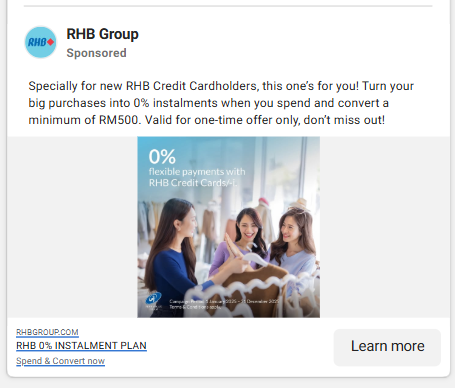 RHB
RHB Group
Sponsored
Specially for new RHB Credit Cardholders, this one's for you! Turn your
big purchases into 0% instalments when you spend and convert a
minimum of RM500. Valid for one-time offer only, don't miss out!
0%
flexible payments with
RHB Credit Cards/-i.
Campaign Period: 1 January 2025 – 31 December 2025
Terms & Conditions apply.
RHBGROUP.COM
RHB 0% INSTALMENT PLAN
Spend & Convert now
Learn more